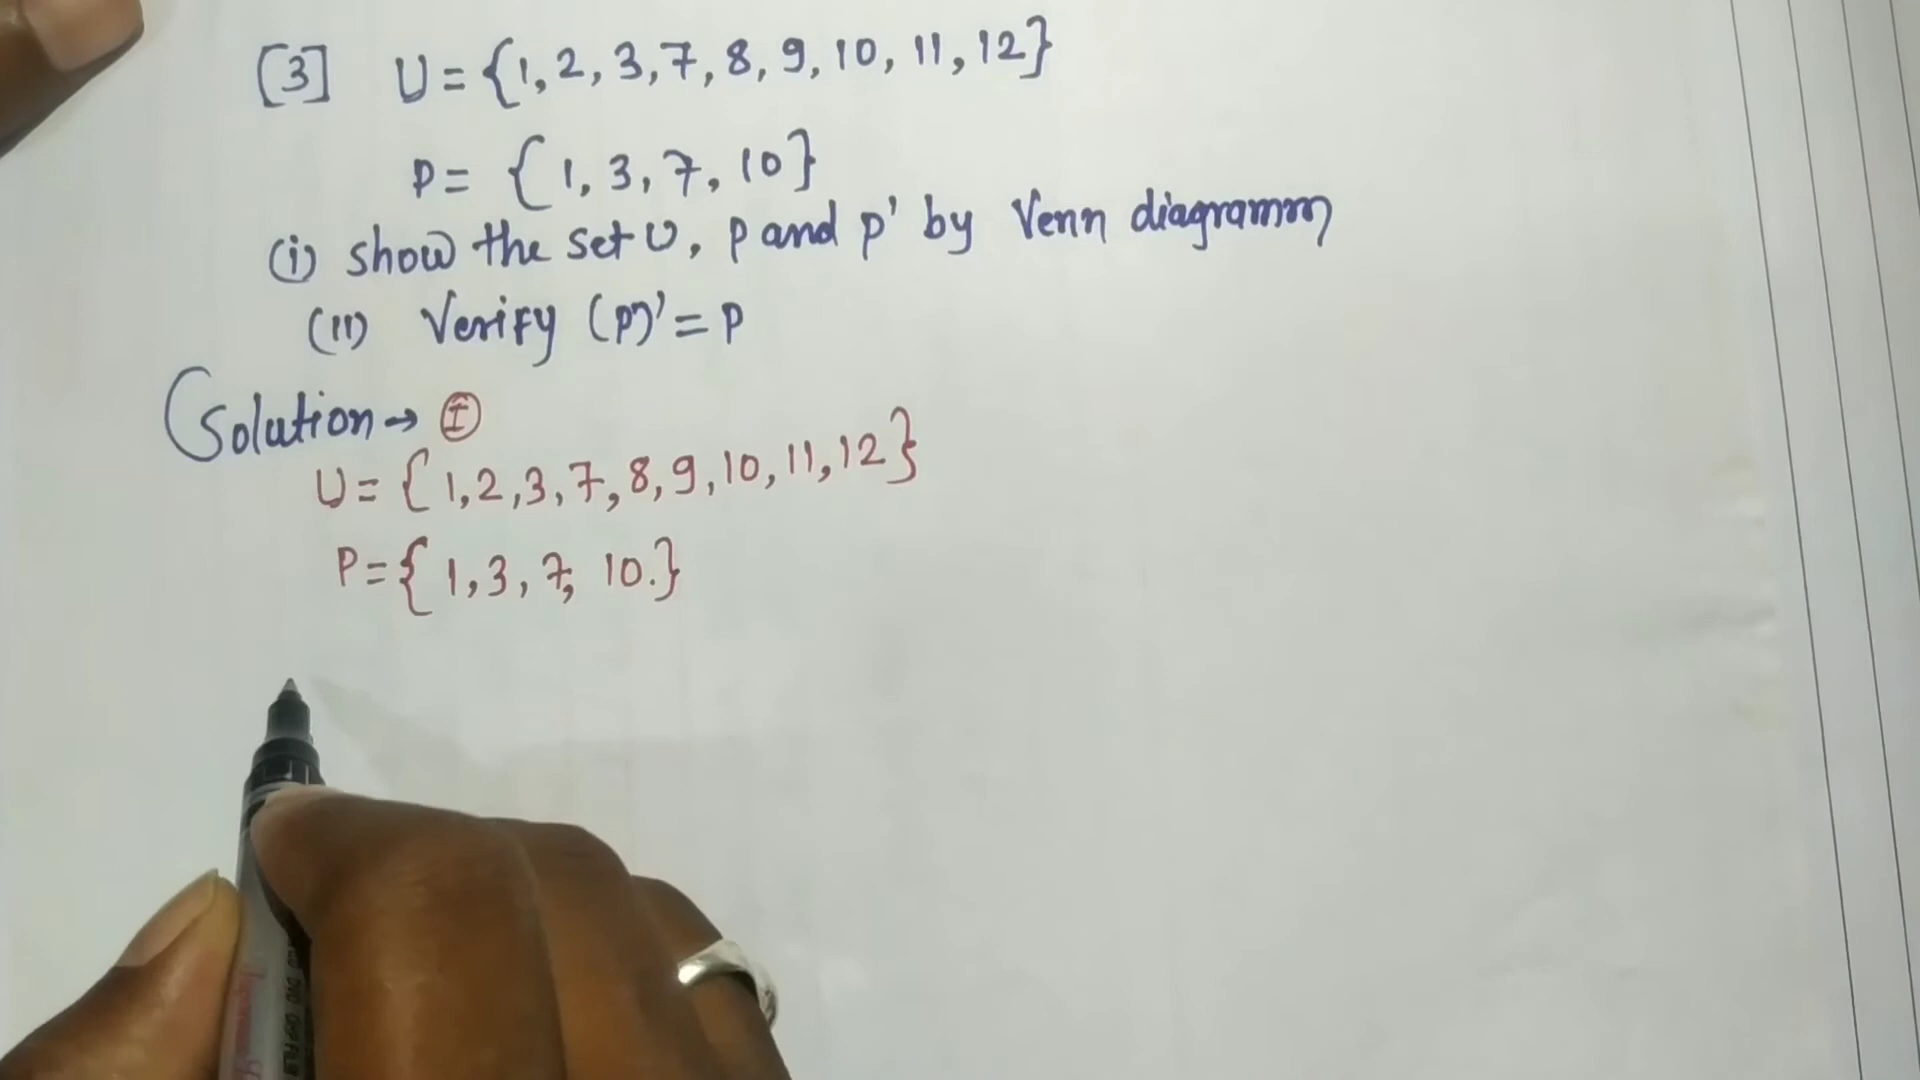 [3] U = {1, 2, 3, 7, 8, 9, 10, 11, 12}
P = {1, 3, 7, 10}
(i) show the set U, P and P' by Venn diagramm
(II) Verify (P')' = P
Solution → Ⓘ
U = {1, 2, 3, 7, 8, 9, 10, 11, 12}
P = {1, 3, 7, 10.}